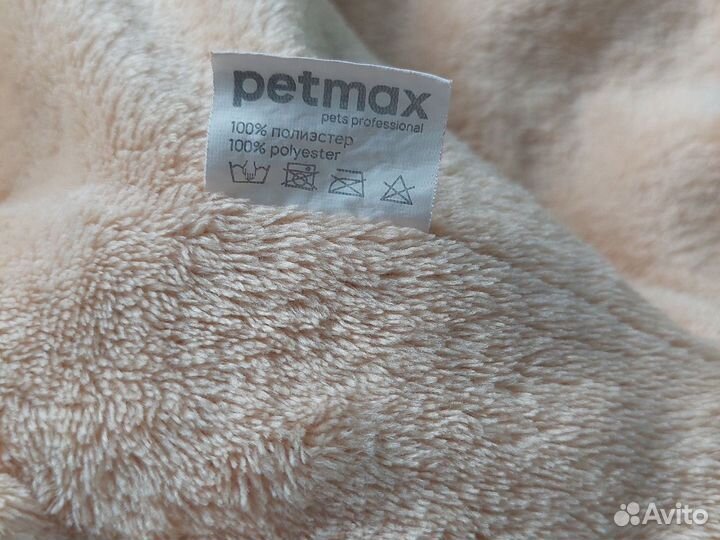 petmax
pets professional
100% полиэстер
100% polyester
Avito